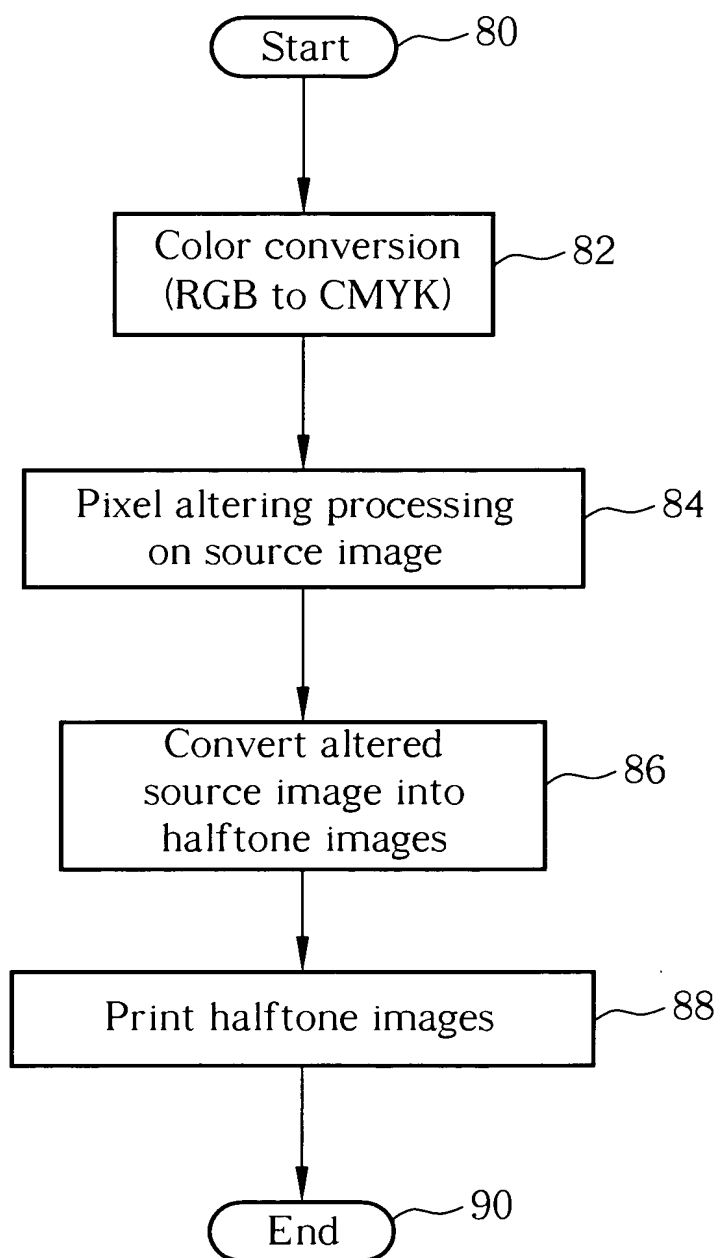 Start
80
Color conversion
(RGB to CMYK)
82
Pixel altering processing
on source image
84
Convert altered
source image into
halftone images
86
Print halftone images
88
End
90